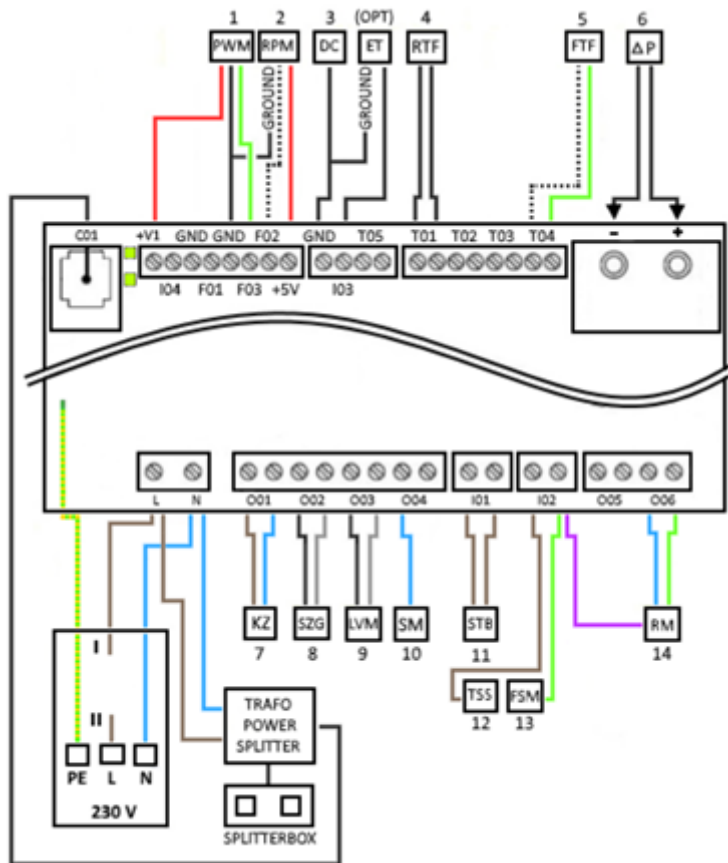 1 2 3 (OPT) 4 5 6
PWM RPM DC ET RTF FTF ΔP
GROUND GROUND
C01 +V1 GND GND F02 GND T05 T01 T02 T03 T04 - +
I04 F01 F03 +5V I03
L N O01 O02 O03 O04 I01 I02 O05 O06
KZ SZG LVM SM STB RM
7 8 9 10 11 14
I
TSS FSM
12 13
II
TRAFO
POWER
SPLITTER
PE L N
230 V
SPLITTERBOX